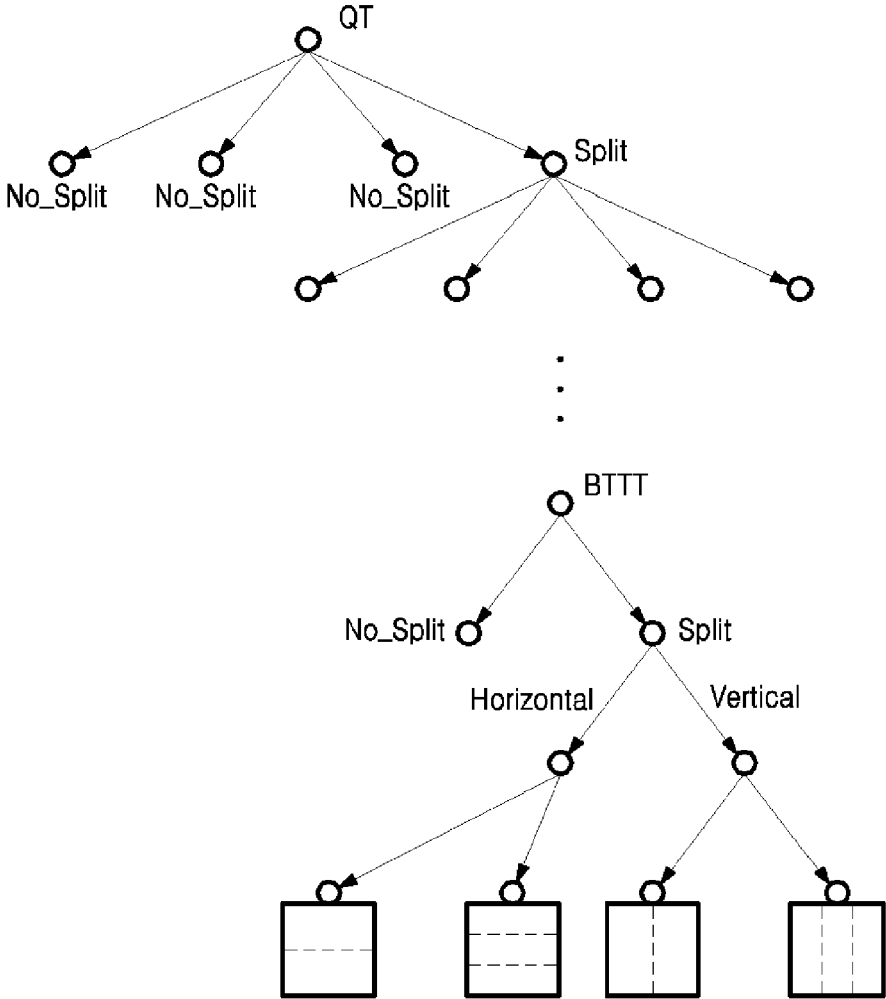 QT
Split
No_Split
No_Split
No_Split
BTTT
No_Split
Split
Horizontal
Vertical